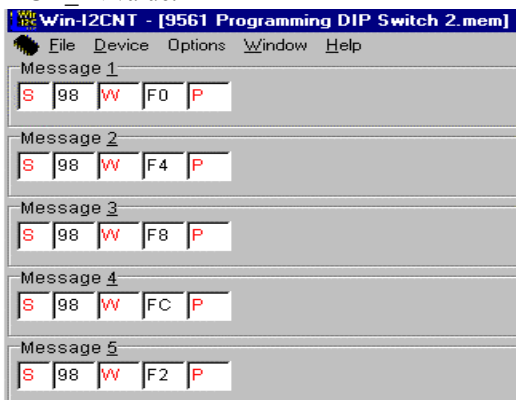 Win-I2CNT - [9561 Programming DIP Switch 2.mem]
File Device Options Window Help
Message 1
S 98 W F0 P
Message 2
S 98 W F4 P
Message 3
S 98 W F8 P
Message 4
S 98 W FC P
Message 5
S 98 W F2 P